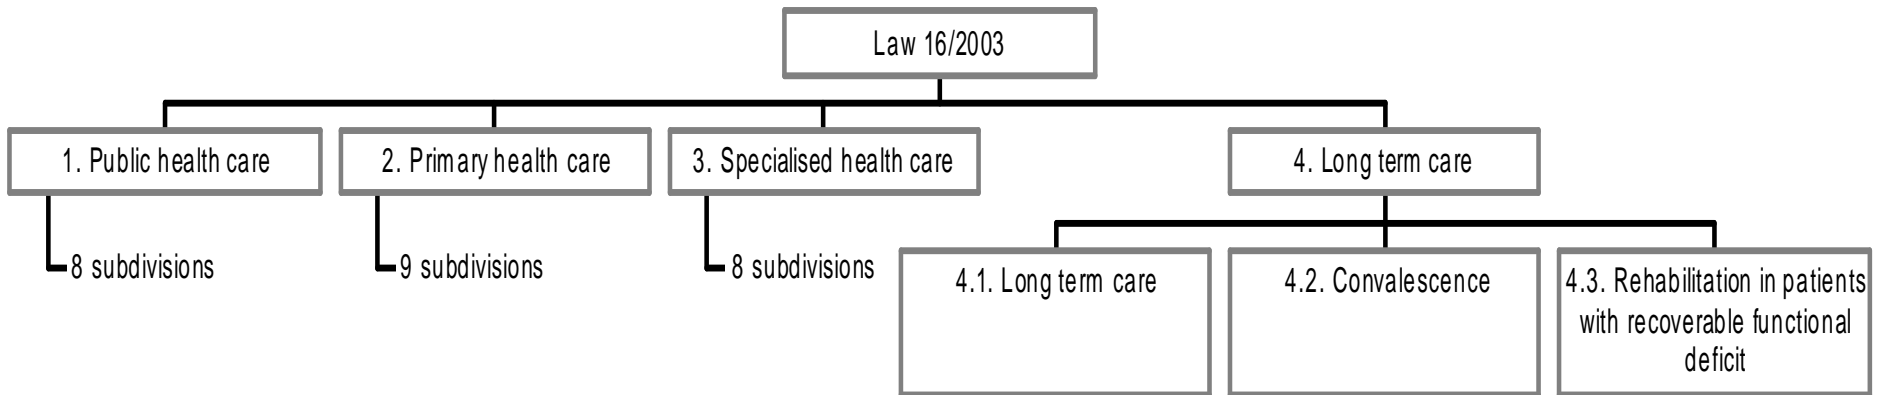 Law 16/2003
1. Public health care
2. Primary health care
3. Specialised health care
4. Long term care
8 subdivisions
9 subdivisions
8 subdivisions
4.1. Long term care
4.2. Convalescence
4.3. Rehabilitation in patients
with recoverable functional
deficit